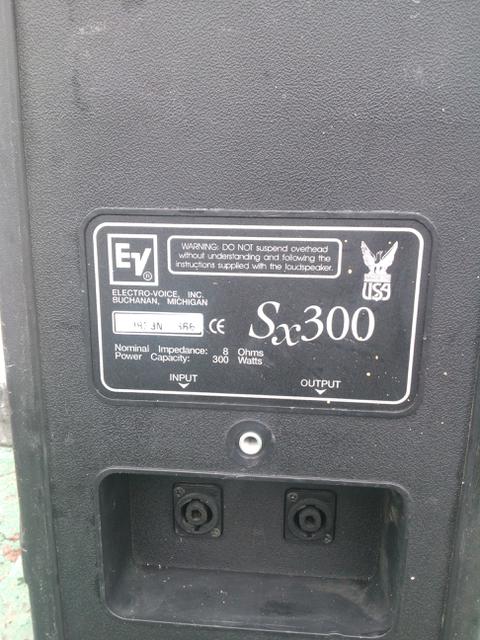 EV®
WARNING: DO NOT suspend overhead
without understanding and following the
instructions supplied with the loudspeaker.
USA
ELECTRO-VOICE, INC.
BUCHANAN, MICHIGAN
CE
Sx300
Nominal Impedance: 8 Ohms
Power Capacity: 300 Watts
INPUT
OUTPUT